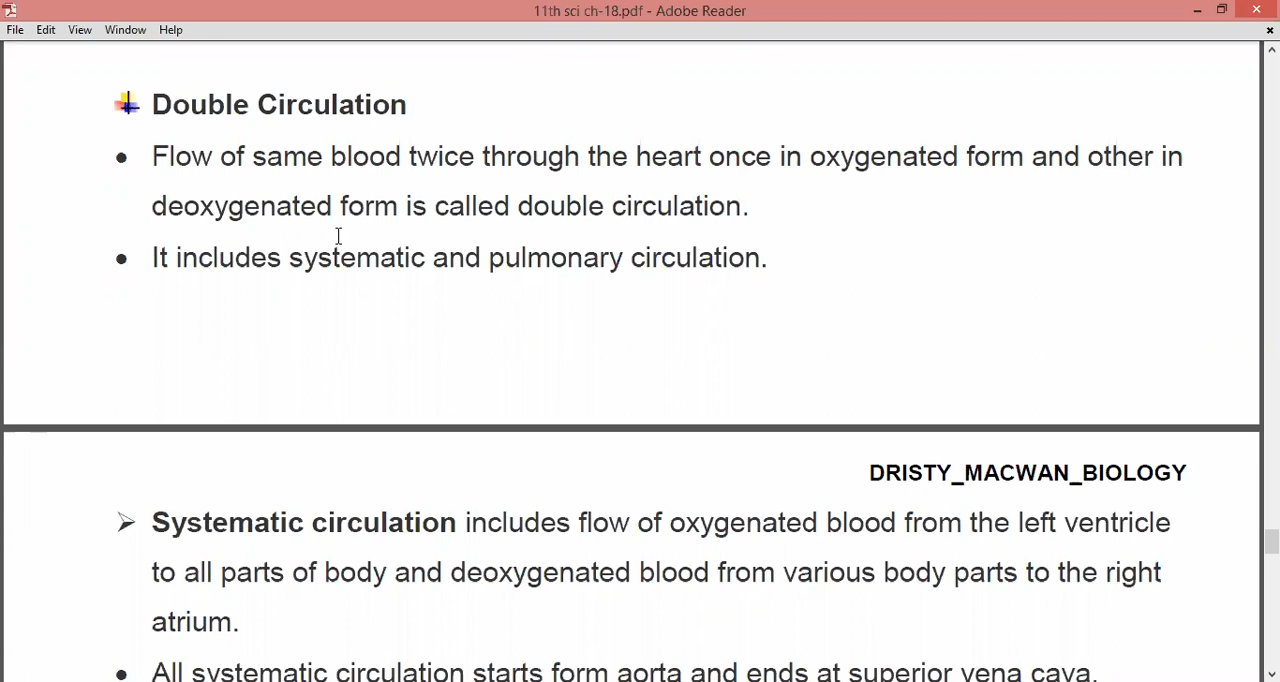 11th sci ch-18.pdf - Adobe Reader
File Edit View Window Help
Double Circulation
• Flow of same blood twice through the heart once in oxygenated form and other in
deoxygenated form is called double circulation.
• It includes systematic and pulmonary circulation.
DRISTY_MACWAN_BIOLOGY
➢ Systematic circulation includes flow of oxygenated blood from the left ventricle
to all parts of body and deoxygenated blood from various body parts to the right
atrium.
• All systematic circulation starts form aorta and ends at superior vena cava.